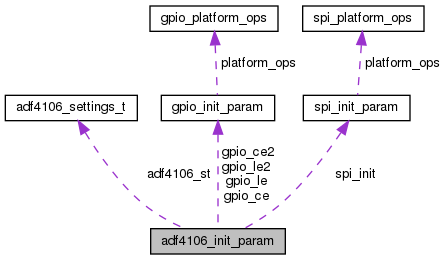 gpio_platform_ops
spi_platform_ops
platform_ops
platform_ops
adf4106_settings_t
gpio_init_param
spi_init_param
gpio_ce2
gpio_le2
gpio_le
gpio_ce
adf4106_st
spi_init
adf4106_init_param